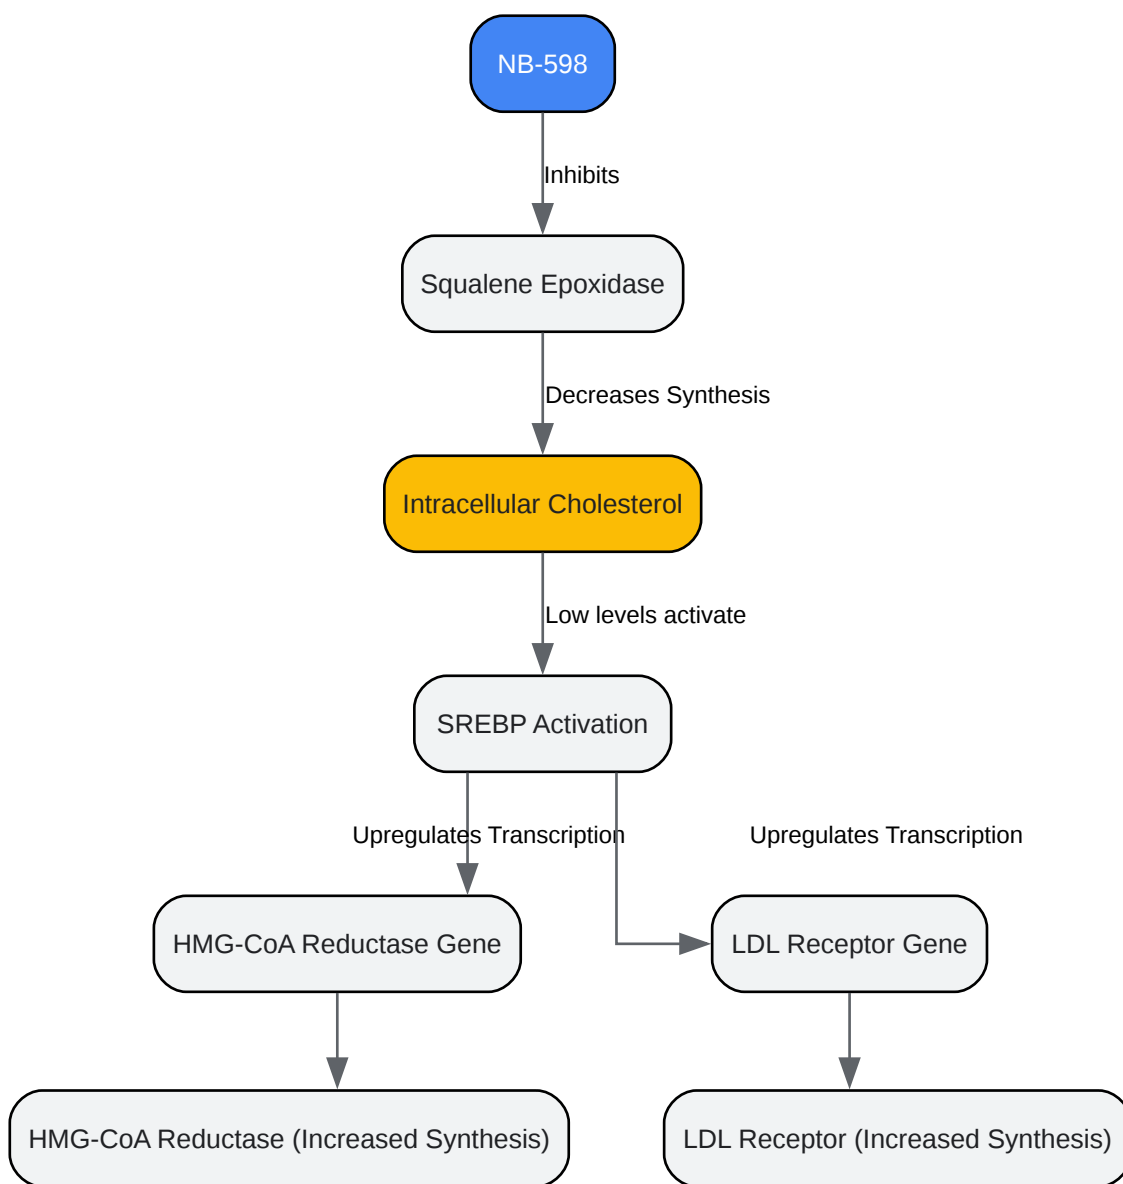 NB-598
Inhibits
Squalene Epoxidase
Decreases Synthesis
Intracellular Cholesterol
Low levels activate
SREBP Activation
Upregulates Transcription
Upregulates Transcription
HMG-CoA Reductase Gene
LDL Receptor Gene
HMG-CoA Reductase (Increased Synthesis)
LDL Receptor (Increased Synthesis)